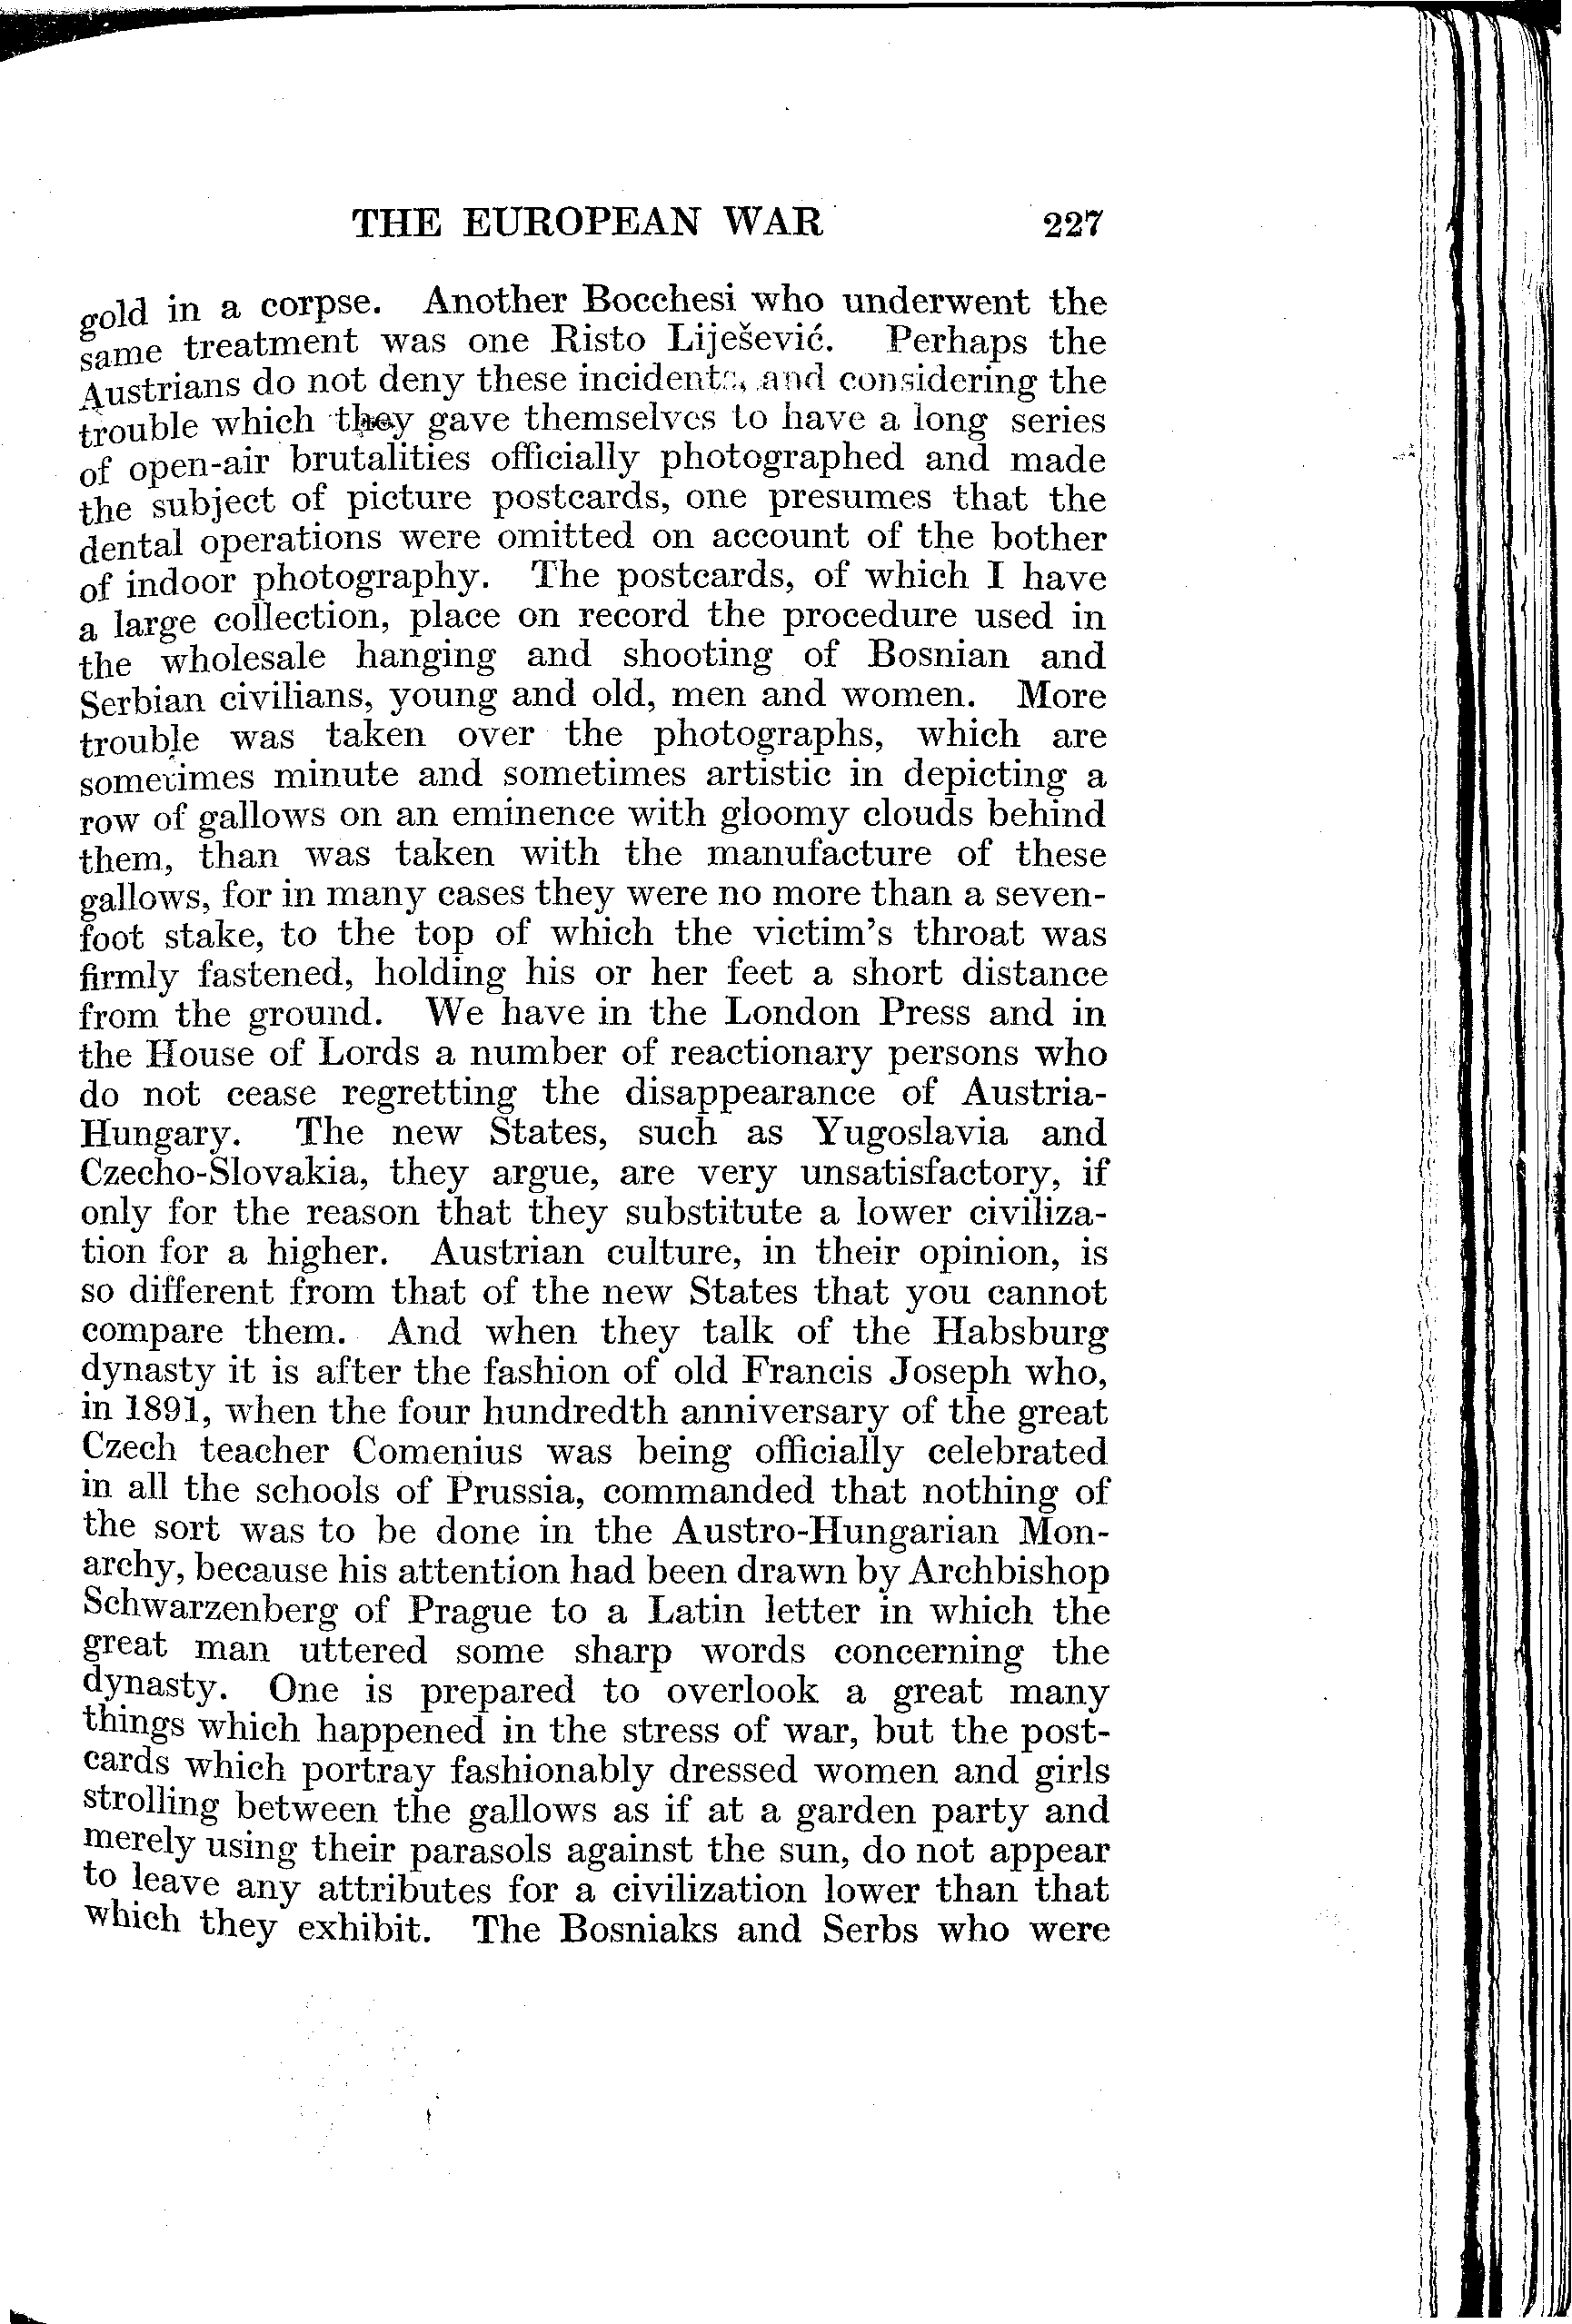 THE EUROPEAN WAR 227
gold in a corpse. Another Bocchesi who underwent the
same treatment was one Risto Liješević. Perhaps the
Austrians do not deny these incidents, and considering the
trouble which they gave themselves to have a long series
of open-air brutalities officially photographed and made
the subject of picture postcards, one presumes that the
dental operations were omitted on account of the bother
of indoor photography. The postcards, of which I have
a large collection, place on record the procedure used in
the wholesale hanging and shooting of Bosnian and
Serbian civilians, young and old, men and women. More
trouble was taken over the photographs, which are
sometimes minute and sometimes artistic in depicting a
row of gallows on an eminence with gloomy clouds behind
them, than was taken with the manufacture of these
gallows, for in many cases they were no more than a seven-
foot stake, to the top of which the victim's throat was
firmly fastened, holding his or her feet a short distance
from the ground. We have in the London Press and in
the House of Lords a number of reactionary persons who
do not cease regretting the disappearance of Austria-
Hungary. The new States, such as Yugoslavia and
Czecho-Slovakia, they argue, are very unsatisfactory, if
only for the reason that they substitute a lower civiliza-
tion for a higher. Austrian culture, in their opinion, is
so different from that of the new States that you cannot
compare them. And when they talk of the Habsburg
dynasty it is after the fashion of old Francis Joseph who,
in 1891, when the four hundredth anniversary of the great
Czech teacher Comenius was being officially celebrated
in all the schools of Prussia, commanded that nothing of
the sort was to be done in the Austro-Hungarian Mon-
archy, because his attention had been drawn by Archbishop
Schwarzenberg of Prague to a Latin letter in which the
great man uttered some sharp words concerning the
dynasty. One is prepared to overlook a great many
things which happened in the stress of war, but the post-
cards which portray fashionably dressed women and girls
strolling between the gallows as if at a garden party and
merely using their parasols against the sun, do not appear
to leave any attributes for a civilization lower than that
which they exhibit. The Bosniaks and Serbs who were